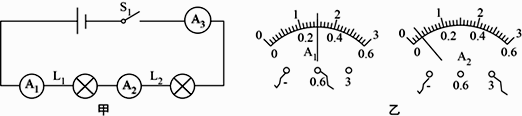 S₁
A₃
A₁ L₁ A₂ L₂
甲
0 1 2 3
0 0.2 0.4 0.6
A₁
- 0.6 3
0 1 2 3
0 0.2 0.4 0.6
A₂
- 0.6 3
乙